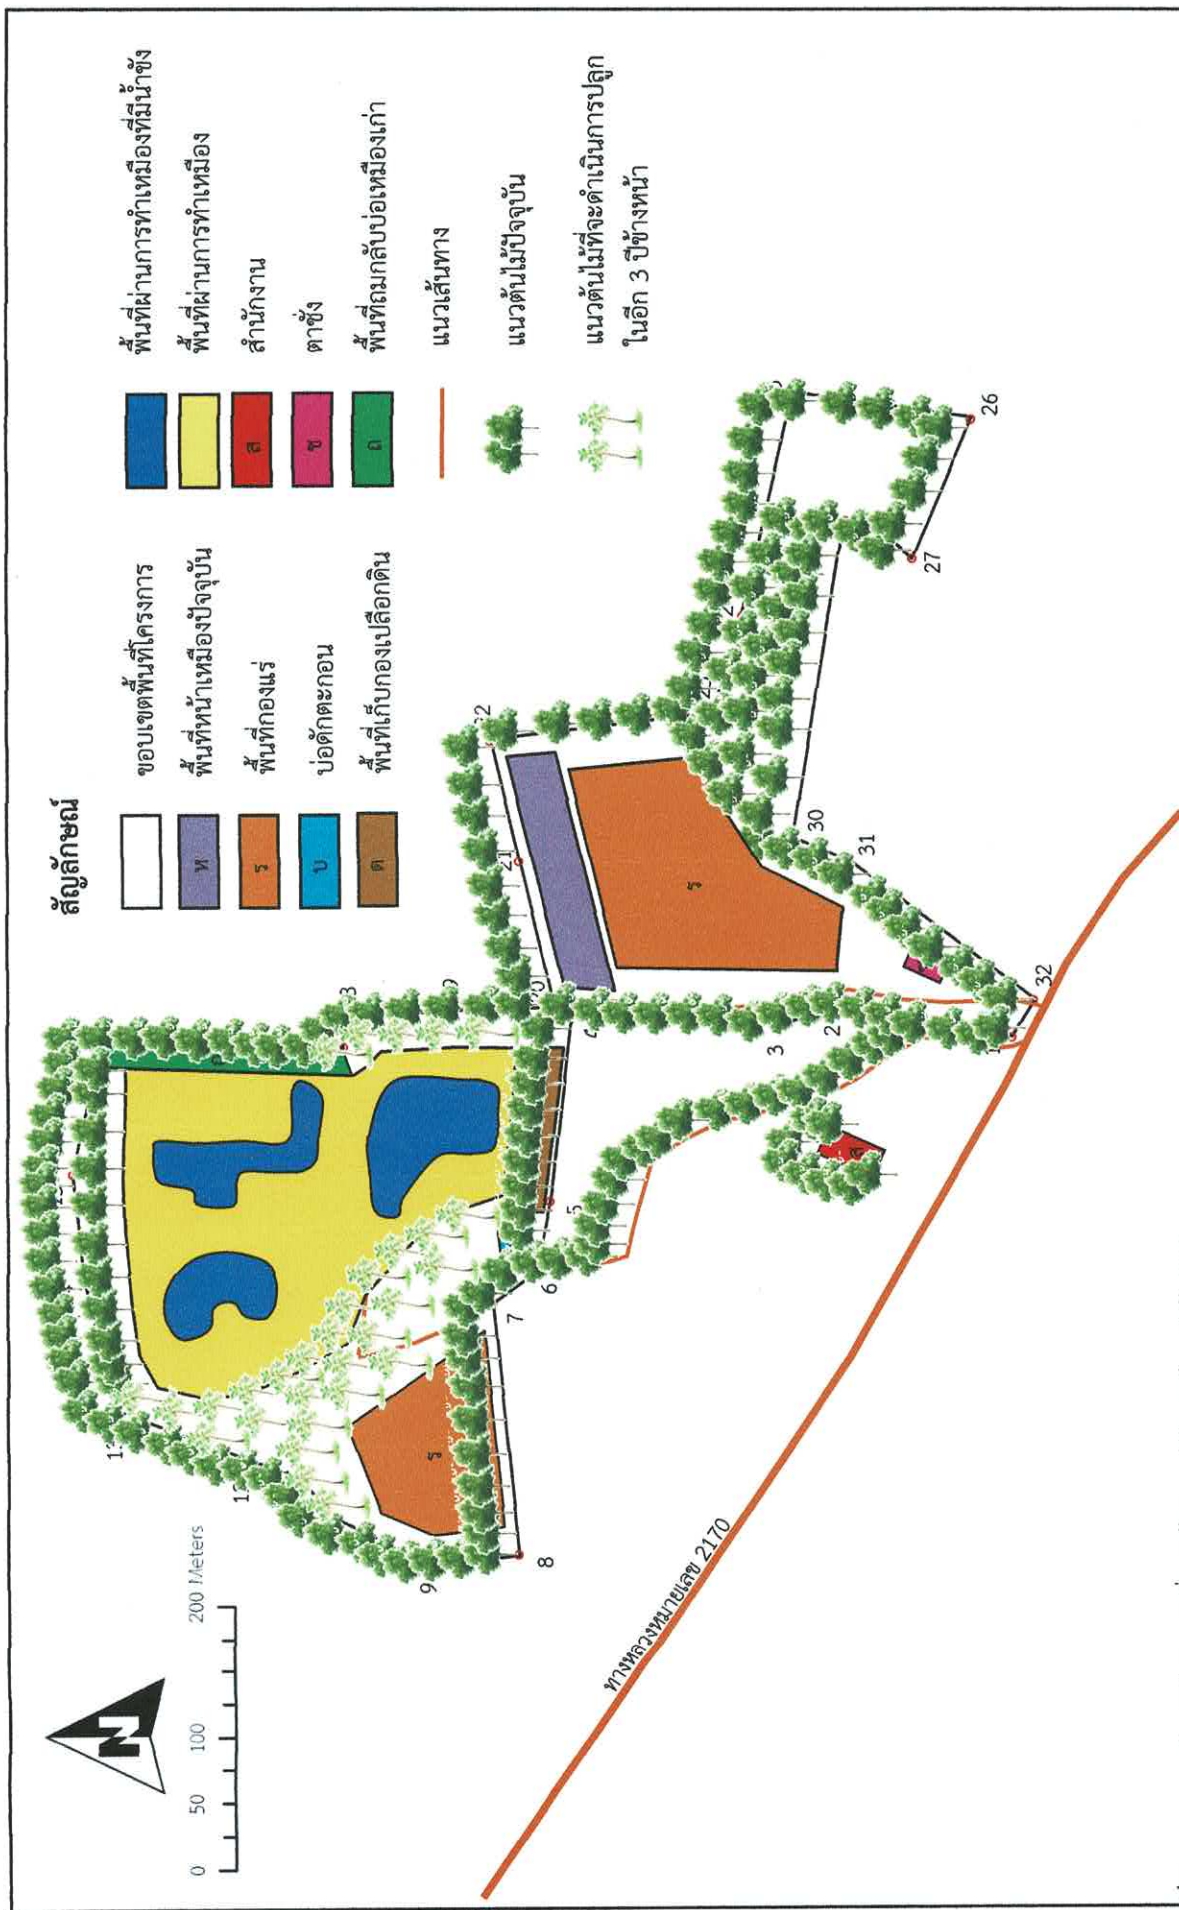 สัญลักษณ์
ขอบเขตพื้นที่โครงการ
ห พื้นที่หน้าเหมืองปัจจุบัน
ร พื้นที่กองแร่
บ บ่อดักตะกอน
ด พื้นที่เก็บกองเปลือกดิน
พื้นที่ผ่านการทำเหมืองที่มีน้ำขัง
พื้นที่ผ่านการทำเหมือง
ส สำนักงาน
ช ตาชั่ง
ถ พื้นที่ถมกลับบ่อเหมืองเก่า
แนวเส้นทาง
แนวต้นไม้ปัจจุบัน
แนวต้นไม้ที่จะดำเนินการปลูก
ในอีก 3 ปีข้างหน้า
N
0 50 100 200 Meters
9
8
7
6
5
3
2
21
30
31
32
27
26
ร
ร
ส
ทางหลวงหมายเลข 2170